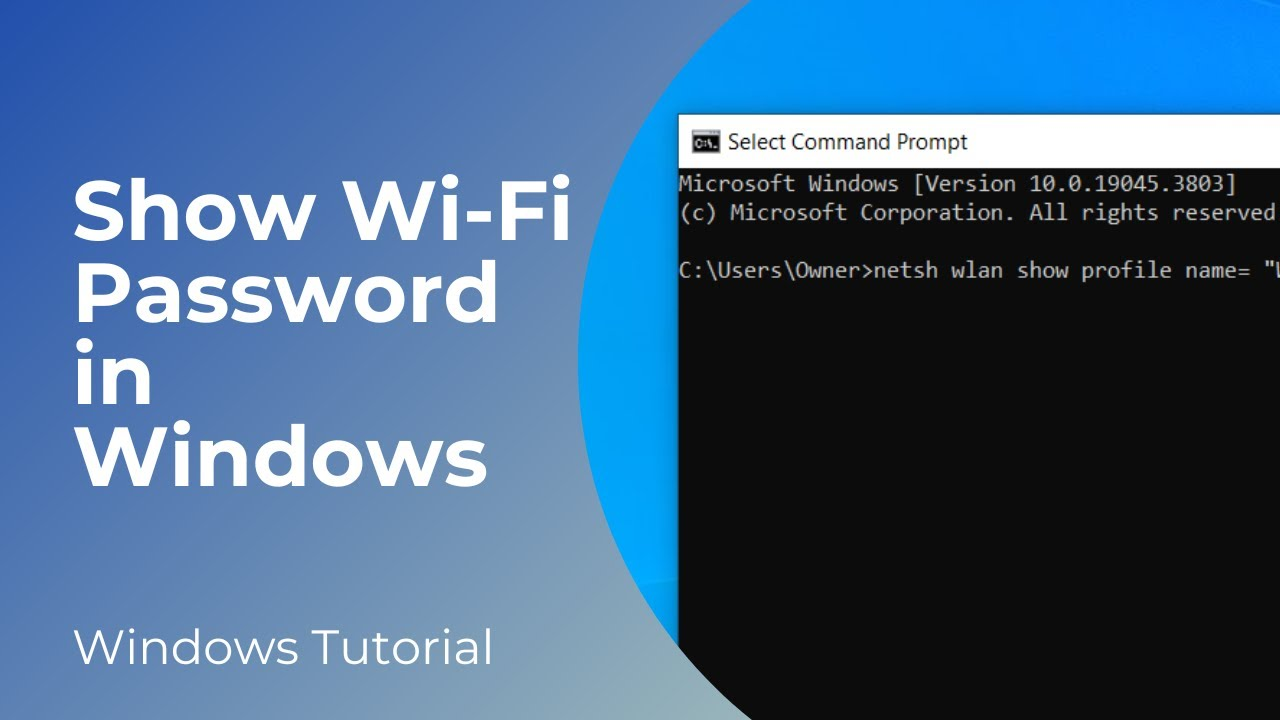 Show Wi-Fi
Password
in
Windows
Windows Tutorial
Select Command Prompt
Microsoft Windows [Version 10.0.19045.3803]
(c) Microsoft Corporation. All rights reserved
C:\Users\Owner>netsh wlan show profile name= "